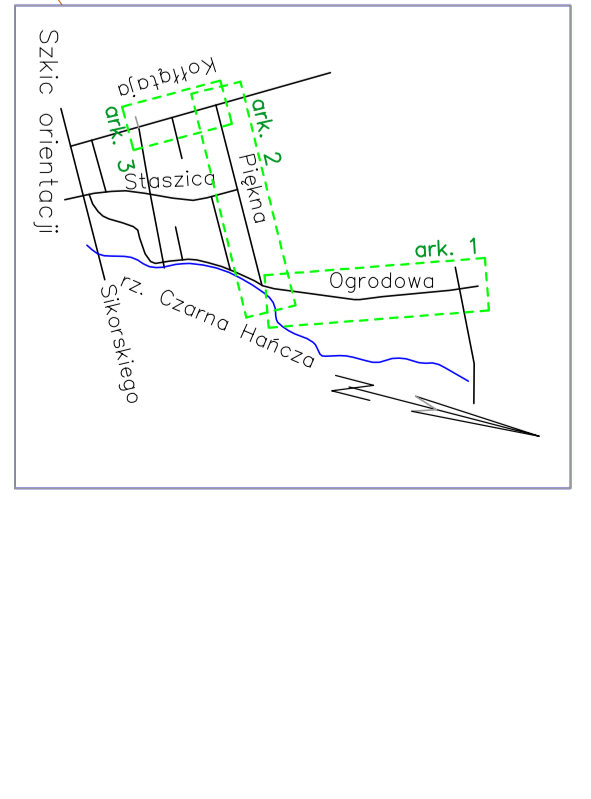 Szkic orientacji
Kołłątaja
ark. 3
ark. 2
Staszica
Piękna
ark. 1
Ogrodowa
rz. Czarna Hańcza
Sikorskiego
N